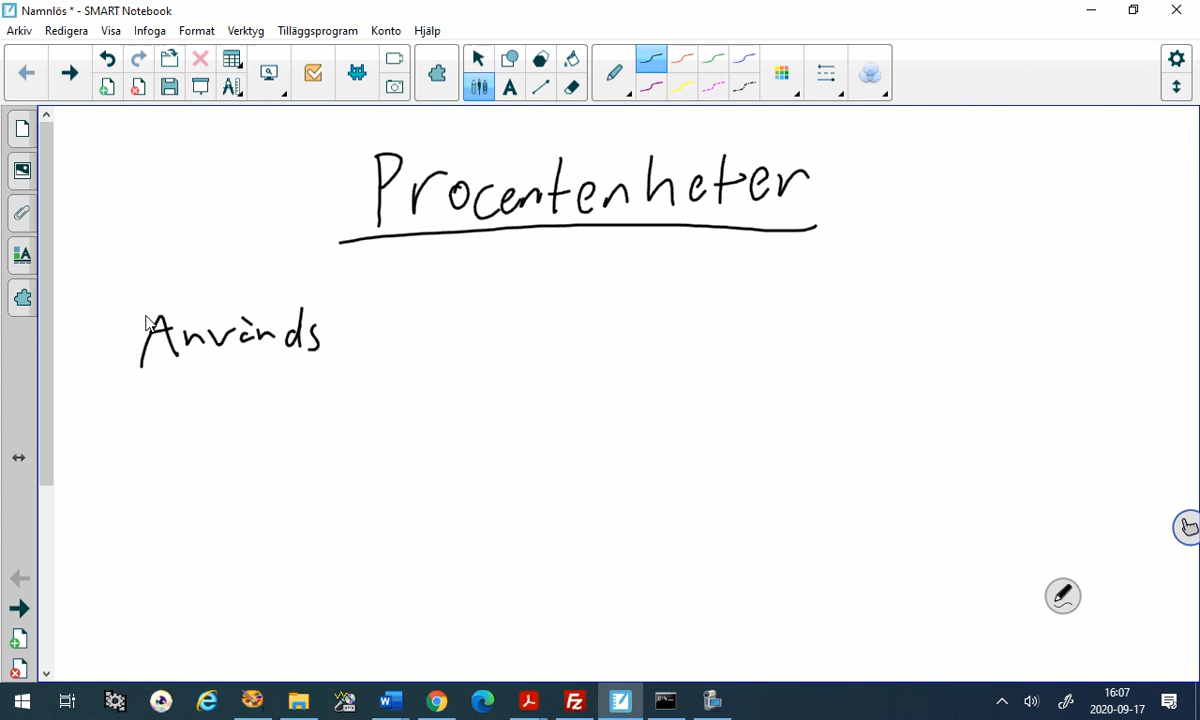 Namnlös * - SMART Notebook
Arkiv Redigera Visa Infoga Format Verktyg Tilläggsprogram Konto Hjälp
Procentenheter
Används
16:07
2020-09-17